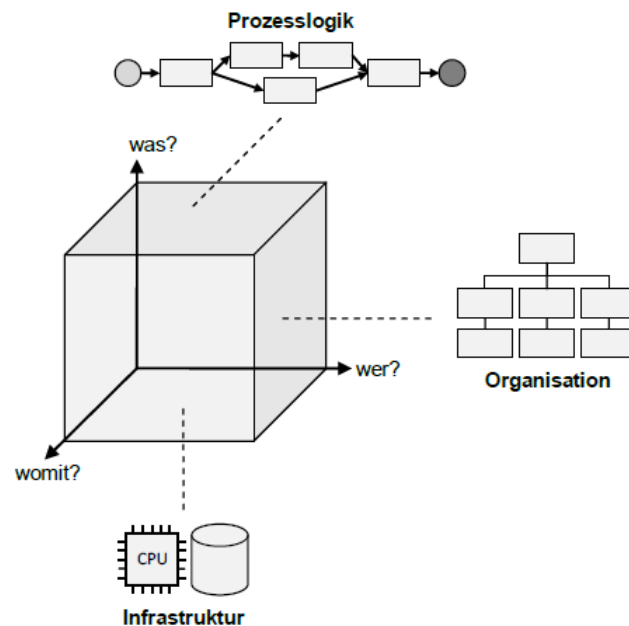 Prozesslogik
was?
wer?
Organisation
womit?
CPU
Infrastruktur